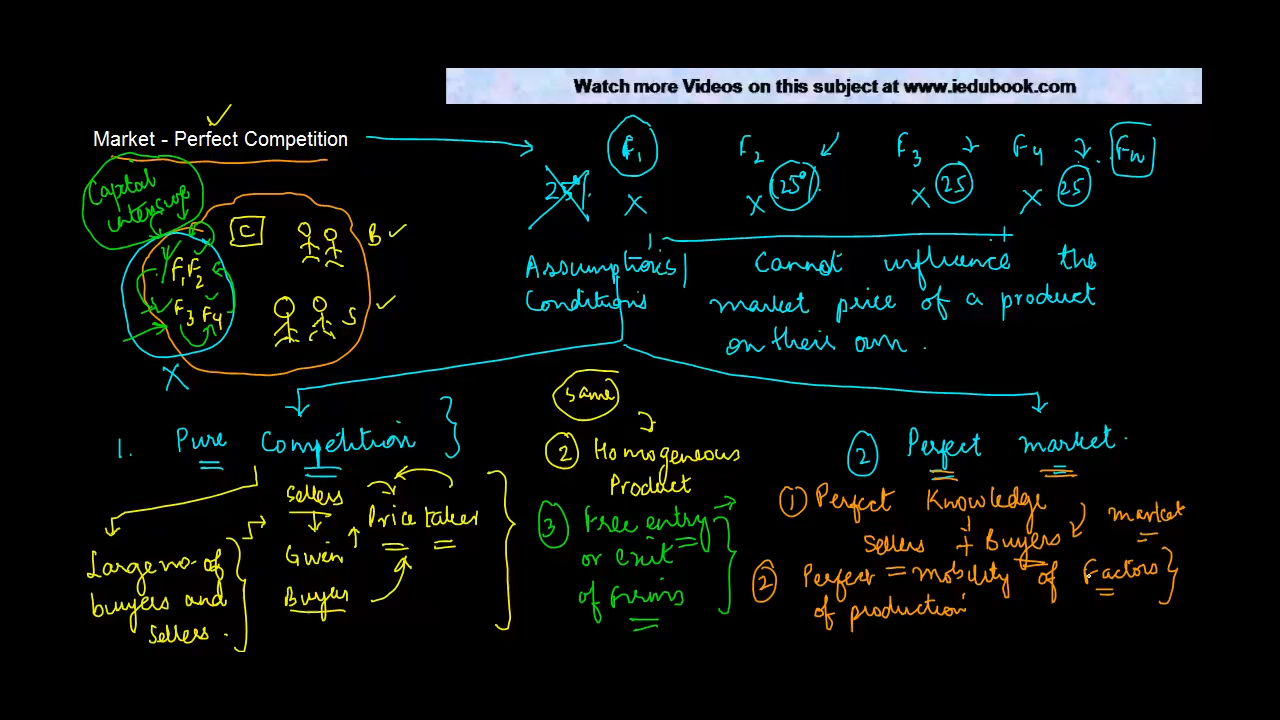 Watch more Videos on this subject at www.iedubook.com
Market - Perfect Competition
F1 F2 F3 F4 Fn
25% 25% 25 25
X X X X
Capital
C
B
S
F1 F2
F3 F4
X
Assumptions|
Conditions
Cannot influence the
market price of a product
on their own.
1. Pure Competition
Large no. of
buyers and
sellers.
Sellers
Given
Buyers
Price taker
Same
2 Homogeneous
Product
3 Free entry
or exit
of Firms
2 Perfect market.
1 Perfect Knowledge
Sellers + Buyers
market
2 Perfect = mobility of Factors
of production